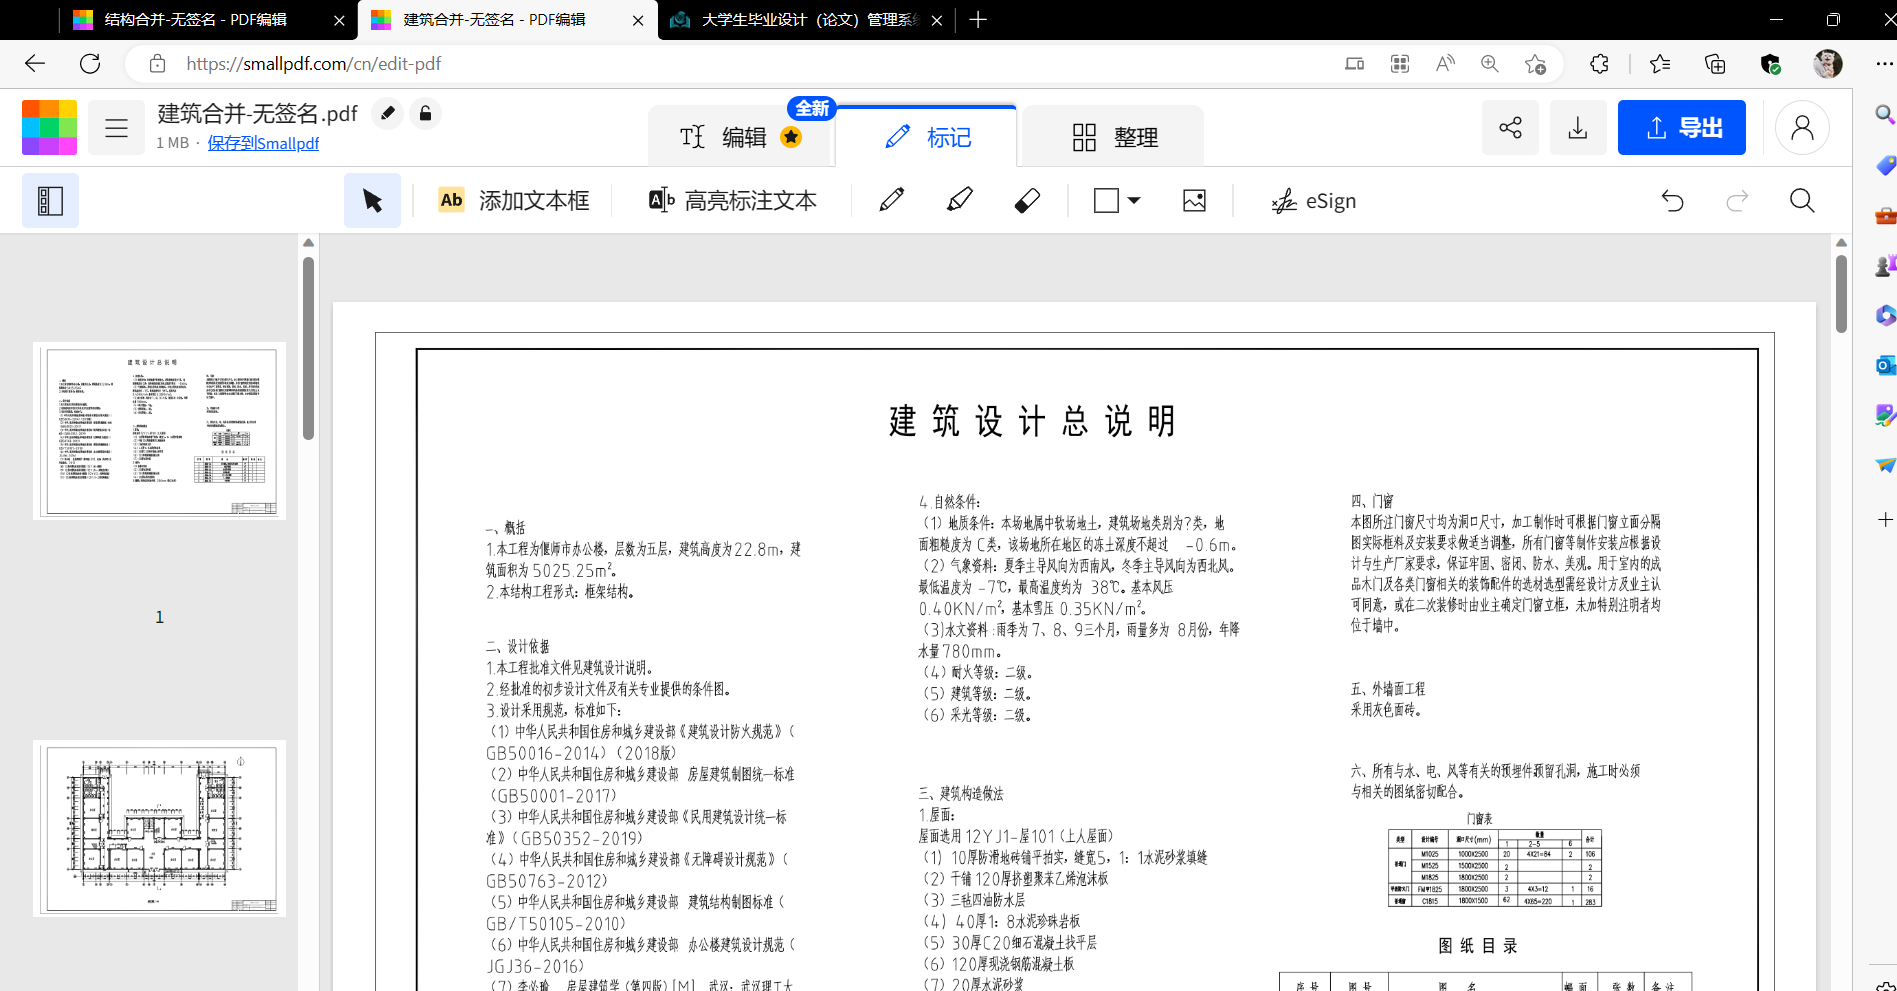 结构合并-无签名 - PDF编辑
建筑合并-无签名 - PDF编辑
大学生毕业设计（论文）管理系
https://smallpdf.com/cn/edit-pdf
建筑合并-无签名.pdf
1 MB · 保存到Smallpdf
编辑
全新
标记
整理
导出
Ab 添加文本框
高亮标注文本
eSign
1
建筑设计总说明
一、概括
1.本工程为偃师市办公楼，层数为五层，建筑高度为22.8m，建
筑面积为5025.25m²。
2.本结构工程形式：框架结构。
二、设计依据
1.本工程批准文件见建筑设计说明。
2.经批准的初步设计文件及有关专业提供的条件图。
3.设计采用规范，标准如下：
（1）中华人民共和国住房和城乡建设部《建筑设计防火规范》（
GB50016-2014）（2018版）
（2）中华人民共和国住房和城乡建设部 房屋建筑制图统一标准
（GB50001-2017）
（3）中华人民共和国住房和城乡建设部《民用建筑设计统一标
准》（GB50352-2019）
（4）中华人民共和国住房和城乡建设部《无障碍设计规范》（
GB50763-2012）
（5）中华人民共和国住房和城乡建设部 建筑结构制图标准（
GB/T50105-2010）
（6）中华人民共和国住房和城乡建设部 办公楼建筑设计规范（
JGJ36-2016）
（7）李必瑜. 房屋建筑学（第四版）[M]. 武汉：武汉理工大
4.自然条件：
（1）地质条件：本场地属中软场地土，建筑场地类别为?类，地
面粗糙度为C类，该场地所在地区的冻土深度不超过 -0.6m。
（2）气象资料：夏季主导风向为西南风，冬季主导风向为西北风。
最低温度为 -7℃，最高温度约为 38℃。基本风压
0.40KN/m²，基本雪压 0.35KN/m²。
（3)水文资料:雨季为7、8、9三个月，雨量多为 8月份，年降
水量780mm。
（4）耐火等级：二级。
（5）建筑等级：二级。
（6）采光等级：二级。
三、建筑构造做法
1.屋面：
屋面选用12YJ1-屋101（上人屋面）
（1）10厚防滑地砖铺平拍实，缝宽5，1：1水泥砂浆填缝
（2）干铺120厚挤塑聚苯乙烯泡沫板
（3）三毡四油防水层
（4）40厚1：8水泥珍珠岩板
（5）30厚C20细石混凝土找平层
（6）120厚现浇钢筋混凝土板
（7）20厚水泥砂浆
四、门窗
本图所注门窗尺寸均为洞口尺寸，加工制作时可根据门窗立面分隔
图实际框料及安装要求做适当调整，所有门窗等制作安装应根据设
计与生产厂家要求，保证牢固、密闭、防水、美观。用于室内的成
品木门及各类门窗相关的装饰配件的选材选型需经设计方及业主认
可同意，或在二次装修时由业主确定门窗立框，未加特别注明者均
位于墙中。
五、外墙面工程
采用灰色面砖。
六、所有与水、电、风等有关的预埋件预留孔洞，施工时必须
与相关的图纸密切配合。
门窗表
类型 设计编号 洞口尺寸(mm) 数量 合计
1 2-5 6
M1025 1000X2500 20 4X21=84 2 106
M1525 1500X2500 2 2
M1825 1800X2500 2 2
FM甲1825 1800X2500 3 4X3=12 1 16
C1815 1800X1500 62 4X55=220 1 283
图纸目录
序号 图号 图名 幅面 张数 备注